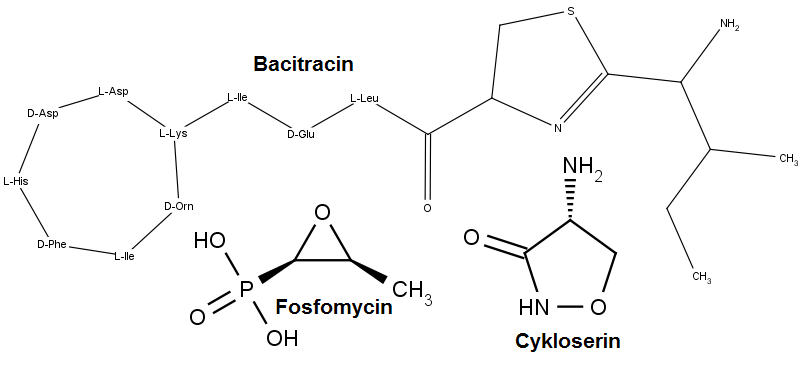 S
NH2
Bacitracin
L-Asp
L-Ile
L-Leu
D-Asp
L-Lys
D-Glu
N
CH3
L-His
D-Orn
O
NH2
D-Phe
L-Ile
HO
O
O
CH3
P
CH3
HN
O
O
Fosfomycin
OH
Cykloserin